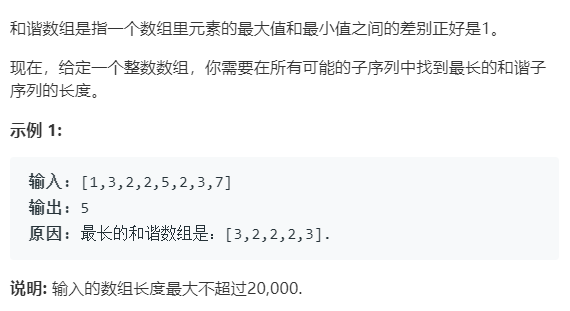 和谐数组是指一个数组里元素的最大值和最小值之间的差别正好是1。
现在，给定一个整数数组，你需要在所有可能的子序列中找到最长的和谐子
序列的长度。
示例 1:
输入: [1,3,2,2,5,2,3,7]
输出: 5
原因: 最长的和谐数组是：[3,2,2,2,3].
说明: 输入的数组长度最大不超过20,000.